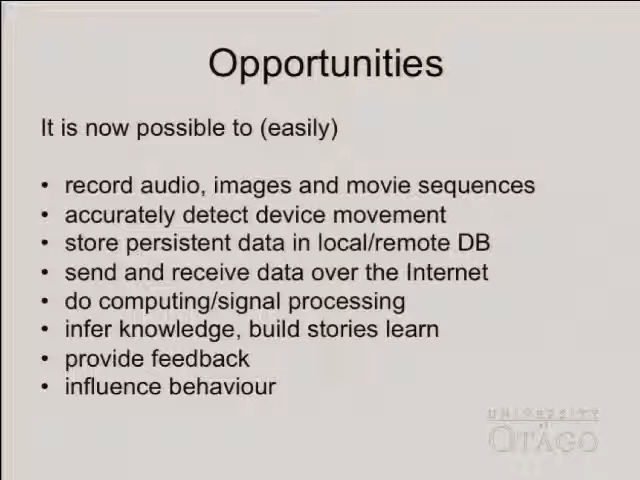 Opportunities
It is now possible to (easily)
• record audio, images and movie sequences
• accurately detect device movement
• store persistent data in local/remote DB
• send and receive data over the Internet
• do computing/signal processing
• infer knowledge, build stories learn
• provide feedback
• influence behaviour
UNIVERSITY
of
OTAGO